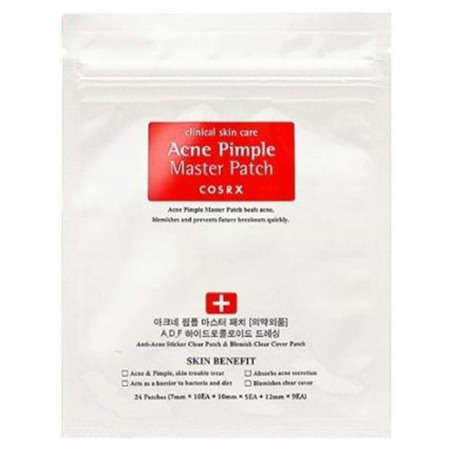 clinical skin care
Acne Pimple
Master Patch
COSRX
Acne Pimple Master Patch heals acne,
blemishes and prevents future breakouts quickly.
아크네 핌플 마스터 패치 [의약외품]
A.D.F 하이드로콜로이드 드레싱
Anti-Acne Sticker Clear Patch & Blemish Clear Cover Patch
SKIN BENEFIT
Acne & Pimple, skin trouble treat
Absorbs acne secretion
Acts as a barrier to bacteria and dirt
Blemishes clear cover
24 Patches (7mm × 10EA + 10mm × 5EA + 12mm × 9EA)